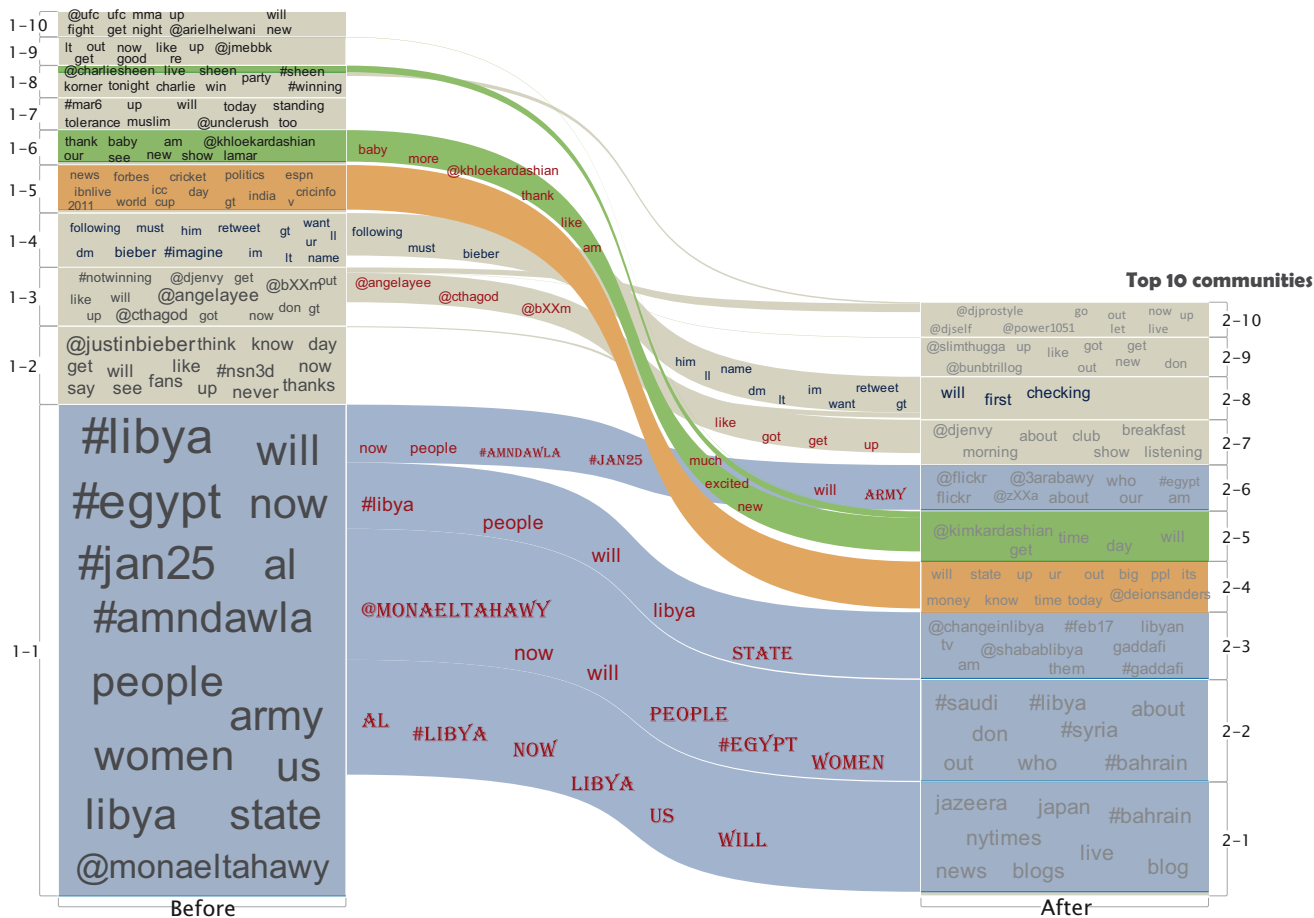 1-10
@ufc ufc mma up will
fight get night @arielhelwani new
1-9
lt out now like up @jmebbk
get good re
1-8
@charliesheen live sheen party #sheen
korner tonight charlie win #winning
1-7
#mar6 up will today standing
tolerance muslim @unclerush too
1-6
thank baby am @khloekardashian
our see new show lamar
1-5
news forbes cricket politics espn
ibnlive icc day india cricinfo
2011 world cup gt v
1-4
following must him retweet gt want
ur ll
dm bieber #imagine im lt name
1-3
#notwinning @djenvy get @bXXm out
like will @angelayee
up @cthagod got now don gt
1-2
@justinbieber think know day
get will like #nsn3d now
say see fans up never thanks
1-1
#libya will
#egypt now
#jan25 al
#amndawla
people
army
women us
libya state
@monaeltahawy
Before
baby more @khloekardashian
thank
like
am
much
excited
new
following
must bieber
him name
ll
dm im retweet
lt want gt
@angelayee
@cthagod
@bXXm
like
got get up
now people #AMNDAWLA #JAN25
will ARMY
#libya
people
will
libya
STATE
@MONAELTAHAWY
now
will
PEOPLE
#EGYPT
WOMEN
AL #LIBYA NOW
LIBYA
US
WILL
Top 10 communities
2-10
@djprostyle go out now up
@djself @power1051 let live
2-9
@slimthugga up like got get
@bunbtrillog out new don
2-8
will first checking
2-7
@djenvy about club breakfast
morning show listening
2-6
@flickr @3arabawy who #egypt
flickr @zXXa about our am
2-5
@kimkardashian time will
get day
2-4
will state up ur out big ppl its
money know time today @deionsanders
2-3
@changeinlibya #feb17 libyan
tv @shabablibya gaddafi
am them #gaddafi
2-2
#saudi #libya about
don #syria
out who #bahrain
2-1
jazeera japan #bahrain
nytimes live
news blogs blog
After